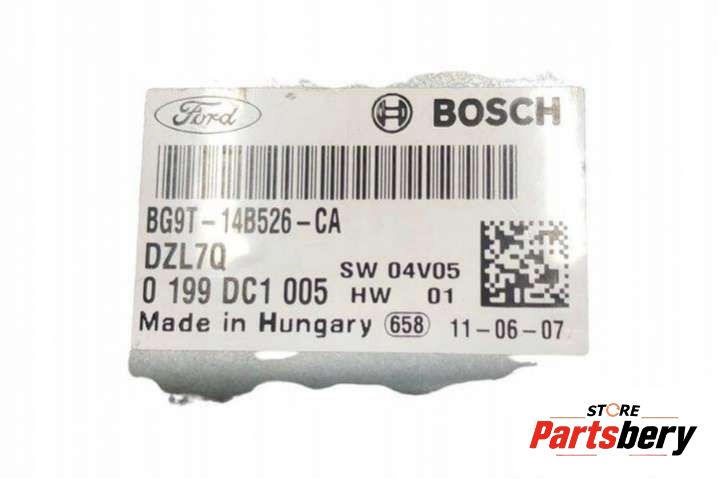 Ford BOSCH
BG9T-14B526-CA
DZL7Q
SW 04V05
0 199 DC1 005 HW 01
Made in Hungary 658 11-06-07
STORE
Partsbery